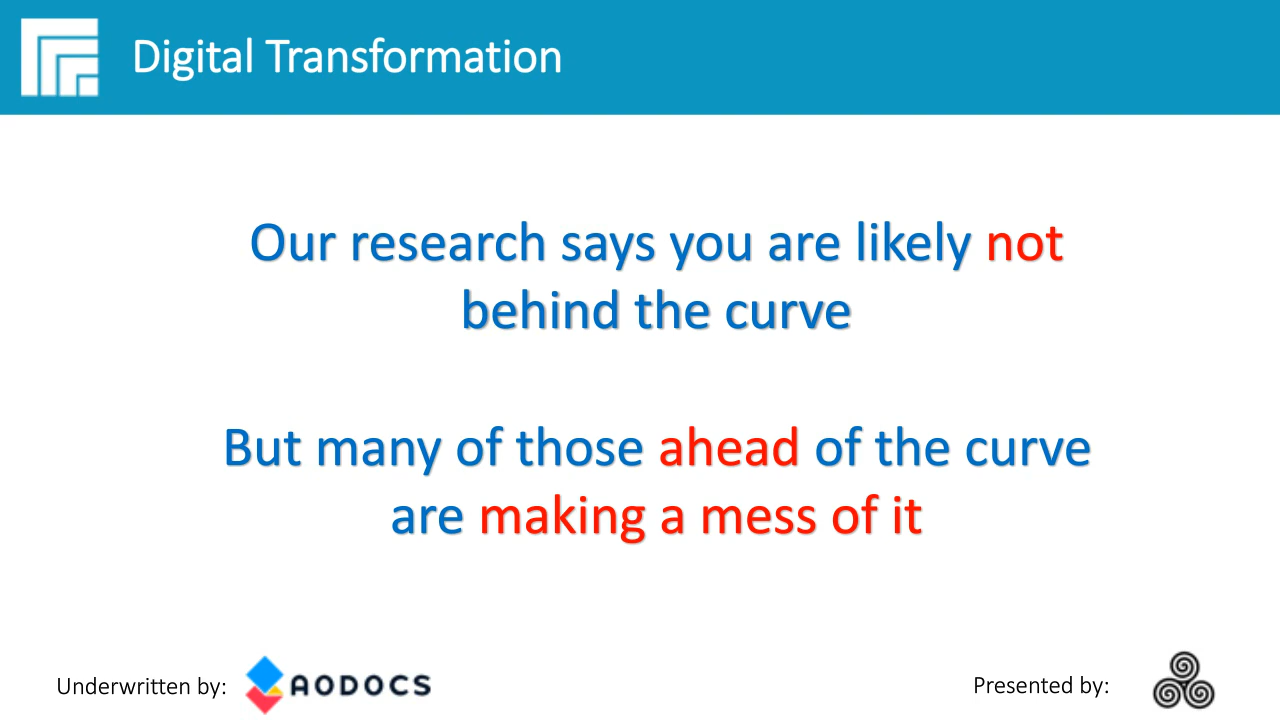 Digital Transformation
Our research says you are likely not
behind the curve
But many of those ahead of the curve
are making a mess of it
Underwritten by:
AODOCS
Presented by: